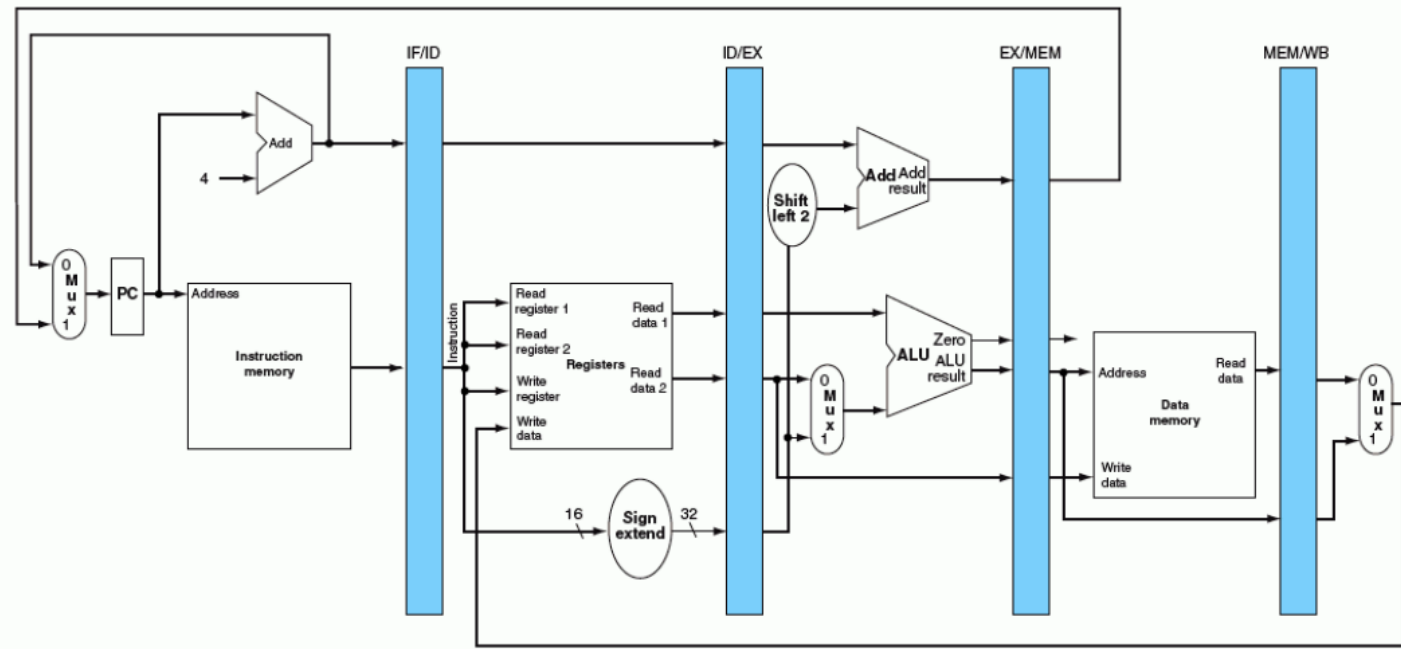 IF/ID
ID/EX
EX/MEM
MEM/WB
Add
4
Add Add
result
Shift
left 2
0
M
u
x
1
PC
Address
Instruction
memory
Instruction
Read
register 1
Read
register 2
Write
register
Write
data
Registers
Read
data 1
Read
data 2
0
M
u
x
1
Zero
ALU ALU
result
Address
Read
data
Data
memory
Write
data
0
M
u
x
1
16
Sign
extend
32